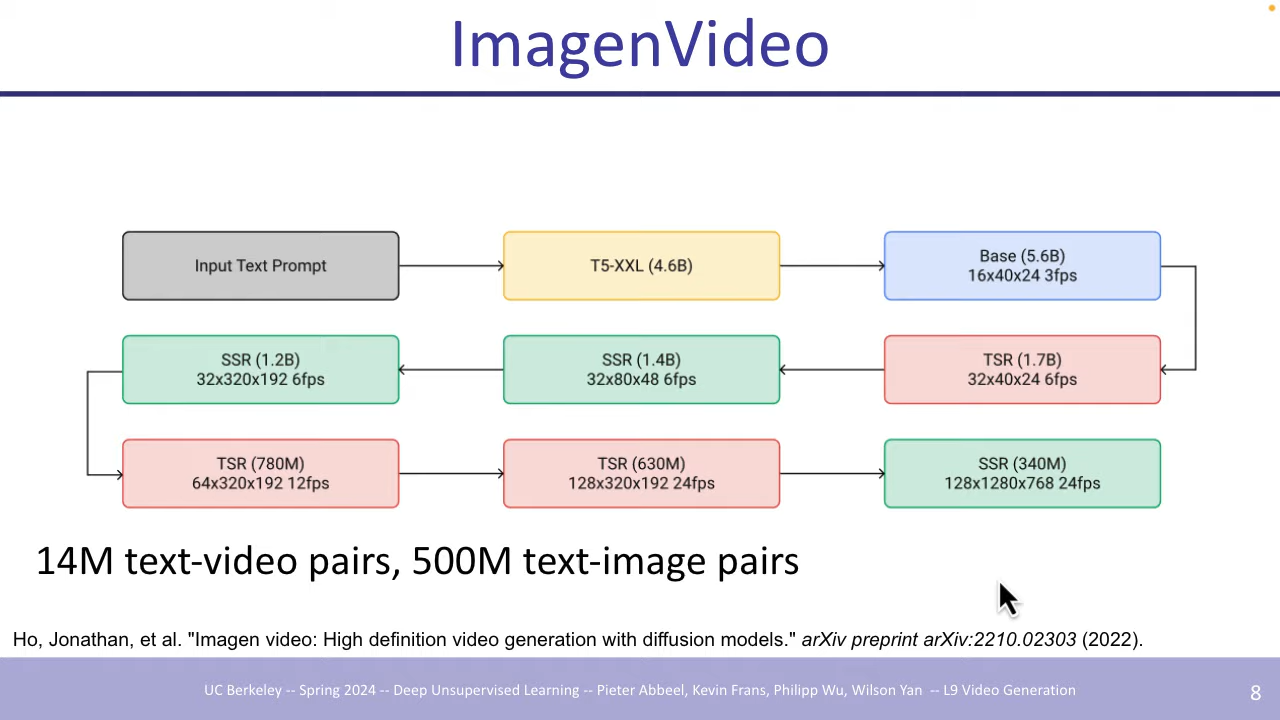 ImagenVideo
Input Text Prompt
T5-XXL (4.6B)
Base (5.6B)
16x40x24 3fps
SSR (1.2B)
32x320x192 6fps
SSR (1.4B)
32x80x48 6fps
TSR (1.7B)
32x40x24 6fps
TSR (780M)
64x320x192 12fps
TSR (630M)
128x320x192 24fps
SSR (340M)
128x1280x768 24fps
14M text-video pairs, 500M text-image pairs
Ho, Jonathan, et al. "Imagen video: High definition video generation with diffusion models." arXiv preprint arXiv:2210.02303 (2022).
UC Berkeley -- Spring 2024 -- Deep Unsupervised Learning -- Pieter Abbeel, Kevin Frans, Philipp Wu, Wilson Yan -- L9 Video Generation
8